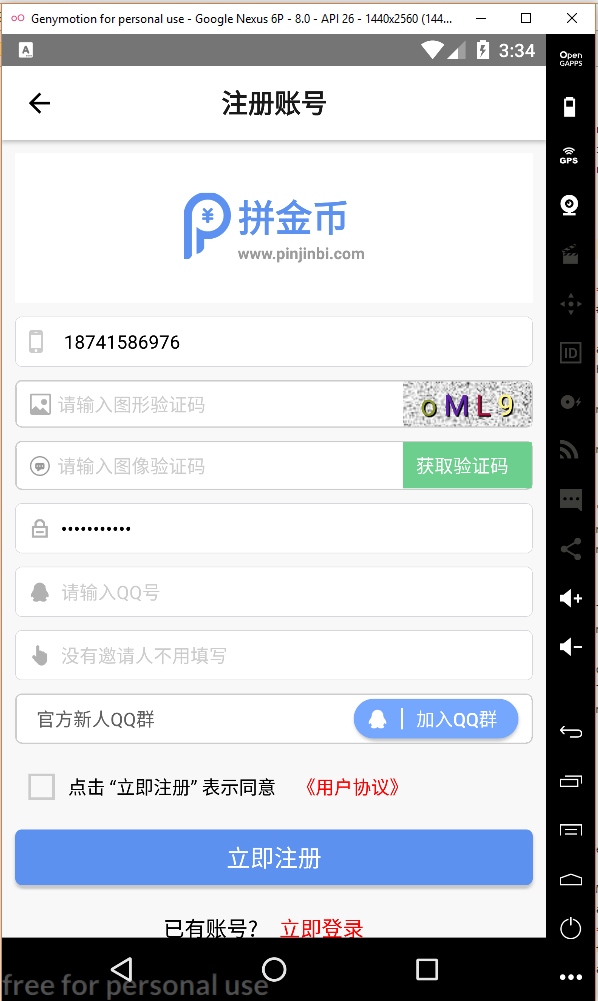 Genymotion for personal use - Google Nexus 6P - 8.0 - API 26 - 1440x2560 (144...
A
3:34
Open
GAPPS
注册账号
GPS
拼金币
www.pinjinbi.com
18741586976
ID
请输入图形验证码
oML9
请输入图像验证码
获取验证码
•••••••••••
请输入QQ号
没有邀请人不用填写
官方新人QQ群
加入QQ群
点击 “立即注册” 表示同意 《用户协议》
立即注册
已有账号? 立即登录
free for personal use